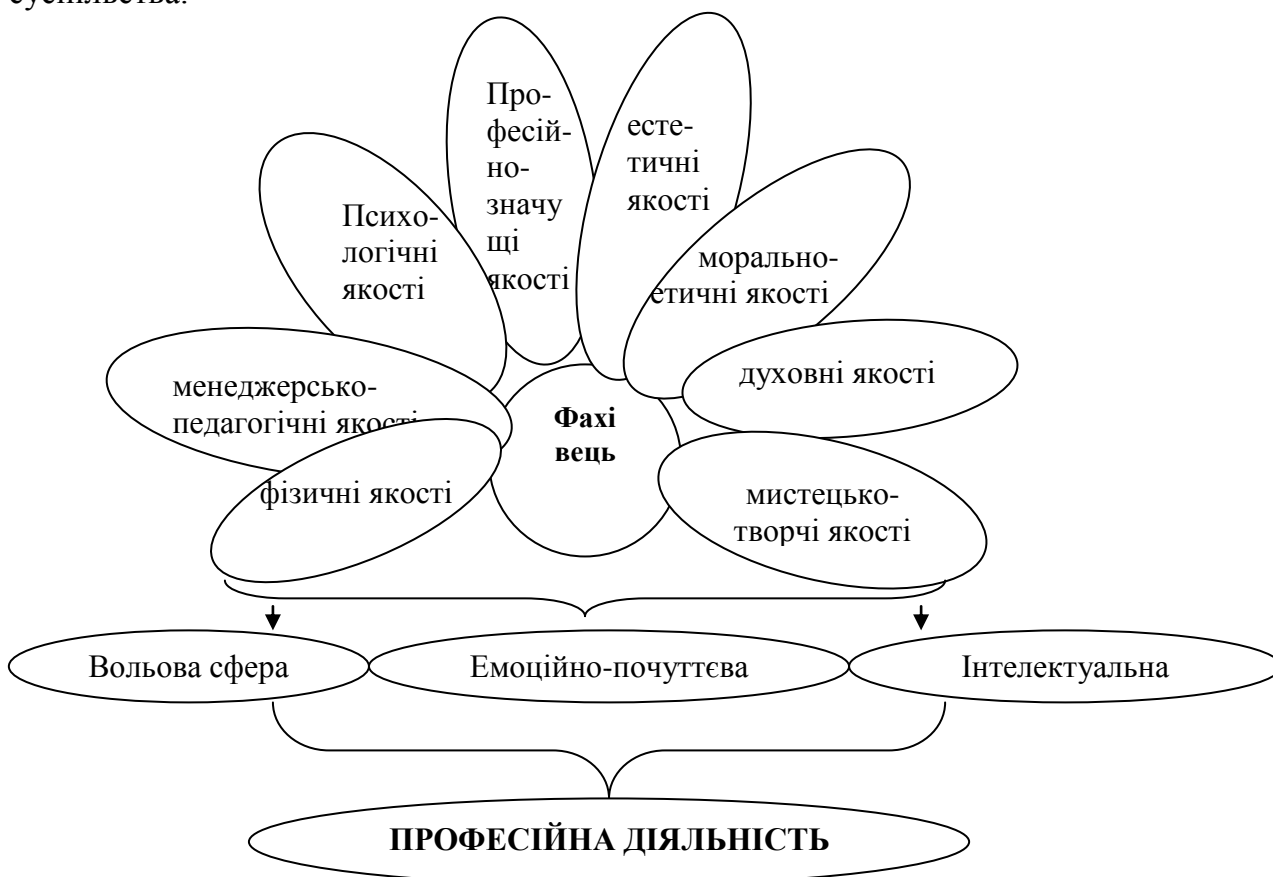 суспільства.
Про-
фесій-
но-
значу
щі
якості
есте-
тичні
якості
Психо-
логічні
якості
морально-
етичні якості
менеджерсько-
педагогічні якості
духовні якості
Фахі
вець
фізичні якості
мистецько-
творчі якості
Вольова сфера
Емоційно-почуттєва
Інтелектуальна
ПРОФЕСІЙНА ДІЯЛЬНІСТЬ